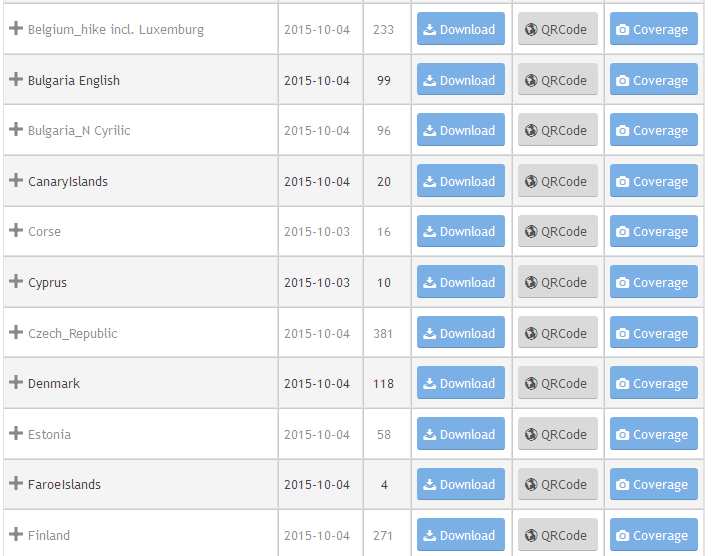 Belgium_hike incl. Luxemburg 2015-10-04 233 Download QRCode Coverage
Bulgaria English 2015-10-04 99 Download QRCode Coverage
Bulgaria_N Cyrilic 2015-10-04 96 Download QRCode Coverage
CanaryIslands 2015-10-04 20 Download QRCode Coverage
Corse 2015-10-03 16 Download QRCode Coverage
Cyprus 2015-10-03 10 Download QRCode Coverage
Czech_Republic 2015-10-04 381 Download QRCode Coverage
Denmark 2015-10-04 118 Download QRCode Coverage
Estonia 2015-10-04 58 Download QRCode Coverage
FaroeIslands 2015-10-04 4 Download QRCode Coverage
Finland 2015-10-04 271 Download QRCode Coverage